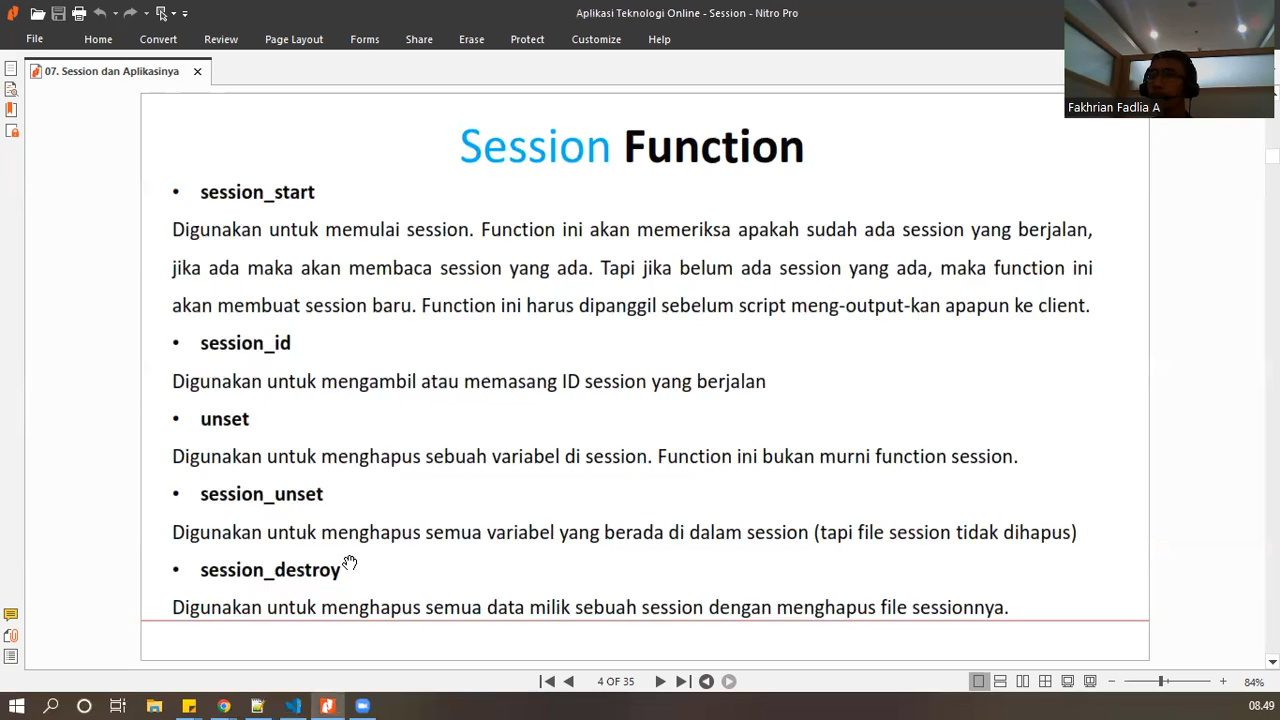 Aplikasi Teknologi Online - Session - Nitro Pro
File Home Convert Review Page Layout Forms Share Erase Protect Customize Help
07. Session dan Aplikasinya
Fakhrian Fadlia A
Session Function
• session_start
Digunakan untuk memulai session. Function ini akan memeriksa apakah sudah ada session yang berjalan,
jika ada maka akan membaca session yang ada. Tapi jika belum ada session yang ada, maka function ini
akan membuat session baru. Function ini harus dipanggil sebelum script meng-output-kan apapun ke client.
• session_id
Digunakan untuk mengambil atau memasang ID session yang berjalan
• unset
Digunakan untuk menghapus sebuah variabel di session. Function ini bukan murni function session.
• session_unset
Digunakan untuk menghapus semua variabel yang berada di dalam session (tapi file session tidak dihapus)
• session_destroy
Digunakan untuk menghapus semua data milik sebuah session dengan menghapus file sessionnya.
4 OF 35
84%
08.49